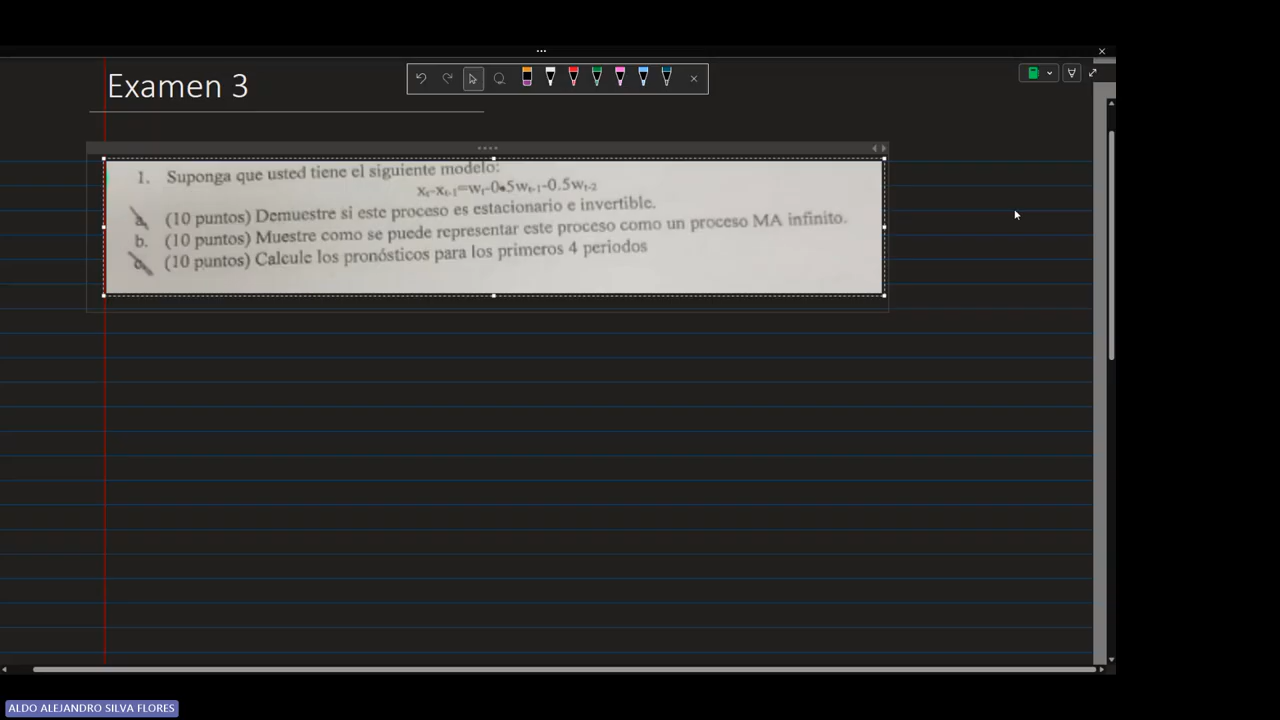 Examen 3
1. Suponga que usted tiene el siguiente modelo:
xt-xt-1=wt-0.5wt-1-0.5wt-2
a. (10 puntos) Demuestre si este proceso es estacionario e invertible.
b. (10 puntos) Muestre como se puede representar este proceso como un proceso MA infinito.
c. (10 puntos) Calcule los pronósticos para los primeros 4 periodos
ALDO ALEJANDRO SILVA FLORES